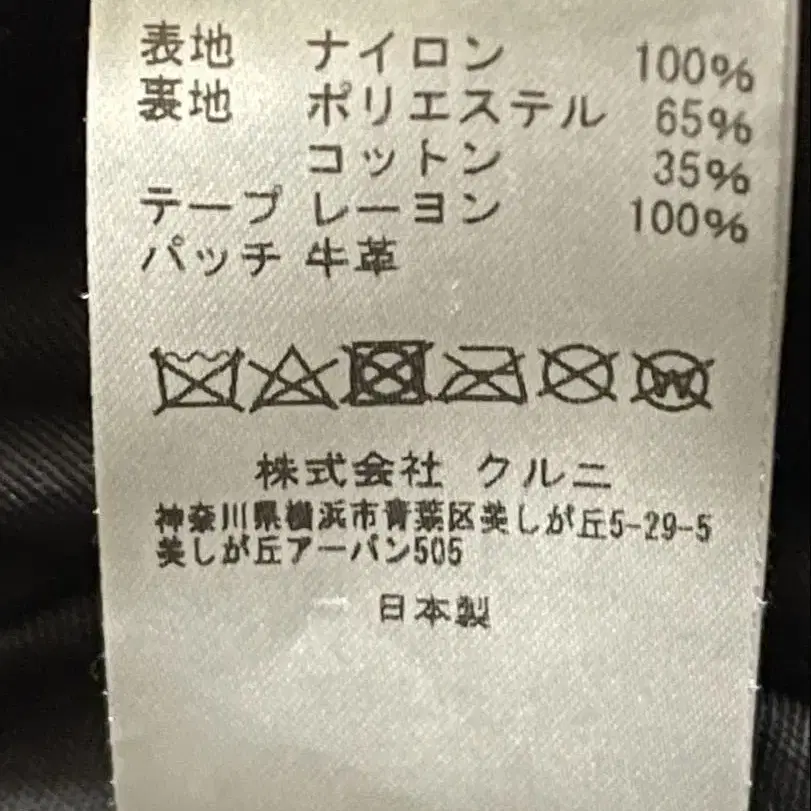 表地 ナイロン 100%
裏地 ポリエステル 65%
コットン 35%
テープ レーヨン 100%
パッチ 牛革
株式会社 クルニ
神奈川県横浜市青葉区美しが丘5-29-5
美しが丘アーバン505
日本製